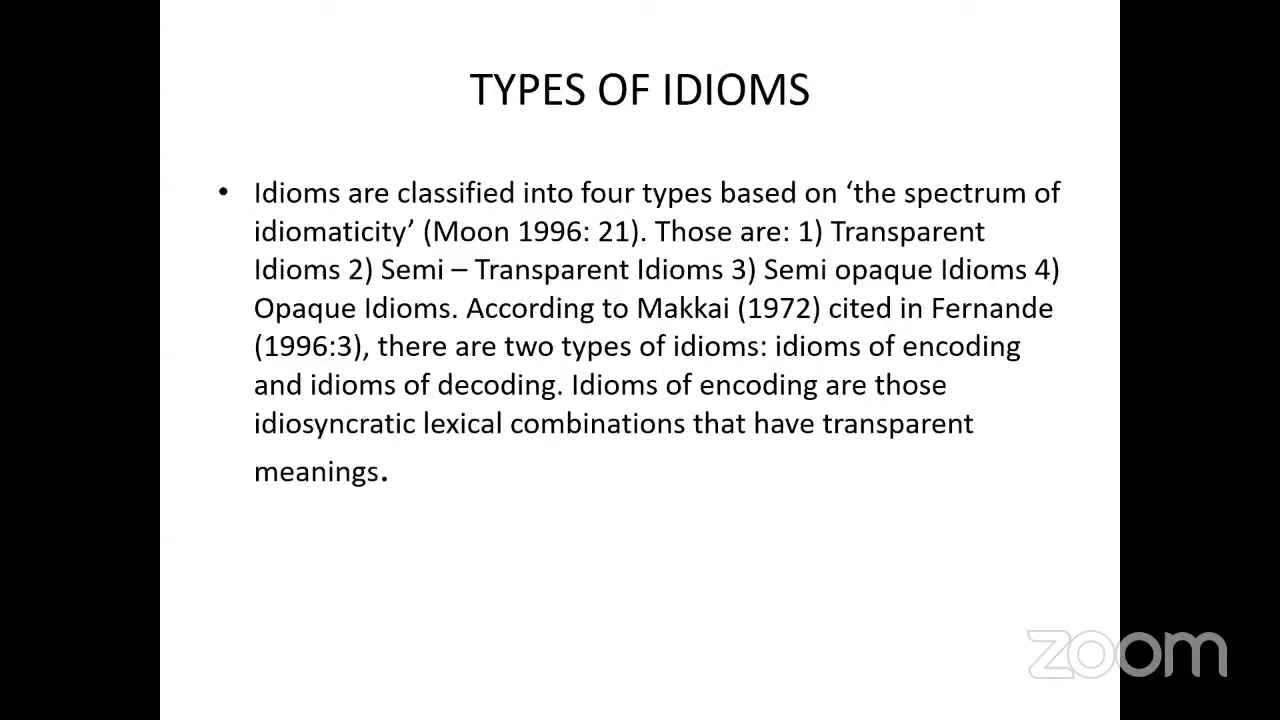 TYPES OF IDIOMS
• Idioms are classified into four types based on ‘the spectrum of
idiomaticity’ (Moon 1996: 21). Those are: 1) Transparent
Idioms 2) Semi – Transparent Idioms 3) Semi opaque Idioms 4)
Opaque Idioms. According to Makkai (1972) cited in Fernande
(1996:3), there are two types of idioms: idioms of encoding
and idioms of decoding. Idioms of encoding are those
idiosyncratic lexical combinations that have transparent
meanings.
zoom